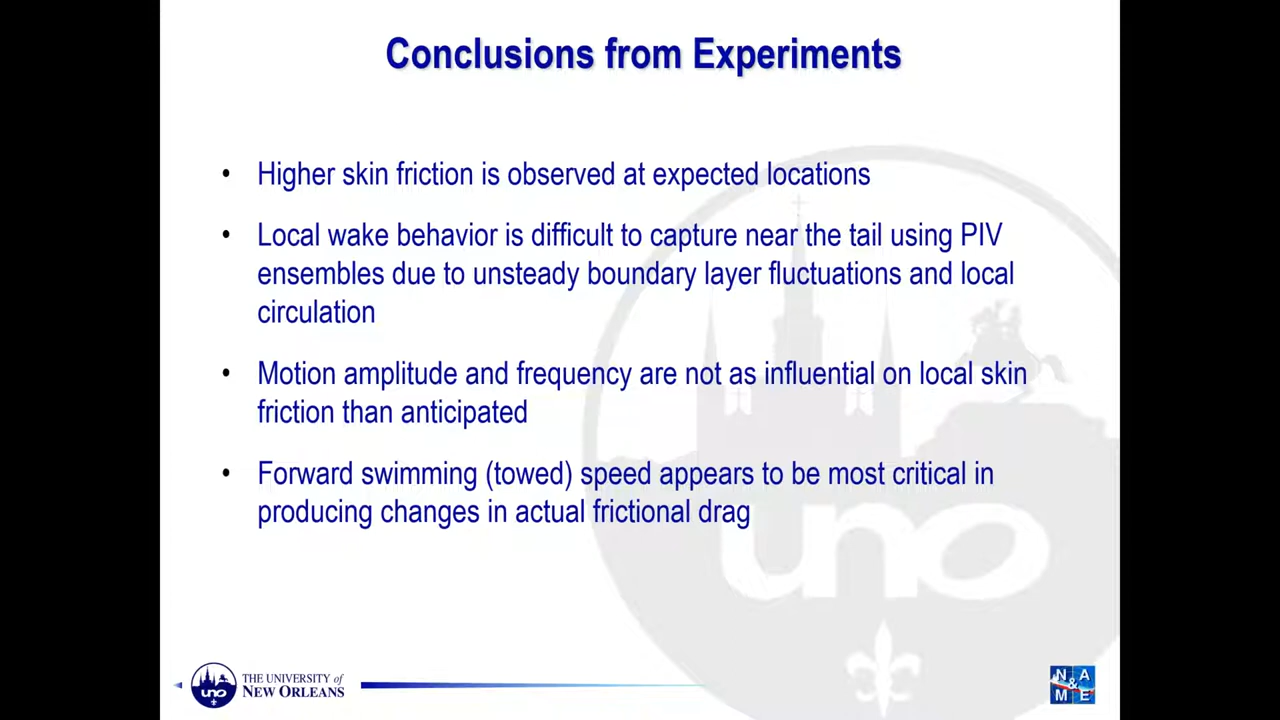 Conclusions from Experiments
• Higher skin friction is observed at expected locations
• Local wake behavior is difficult to capture near the tail using PIV
ensembles due to unsteady boundary layer fluctuations and local
circulation
• Motion amplitude and frequency are not as influential on local skin
friction than anticipated
• Forward swimming (towed) speed appears to be most critical in
producing changes in actual frictional drag
uno
uno
THE UNIVERSITY of
NEW ORLEANS
N A
&
M E